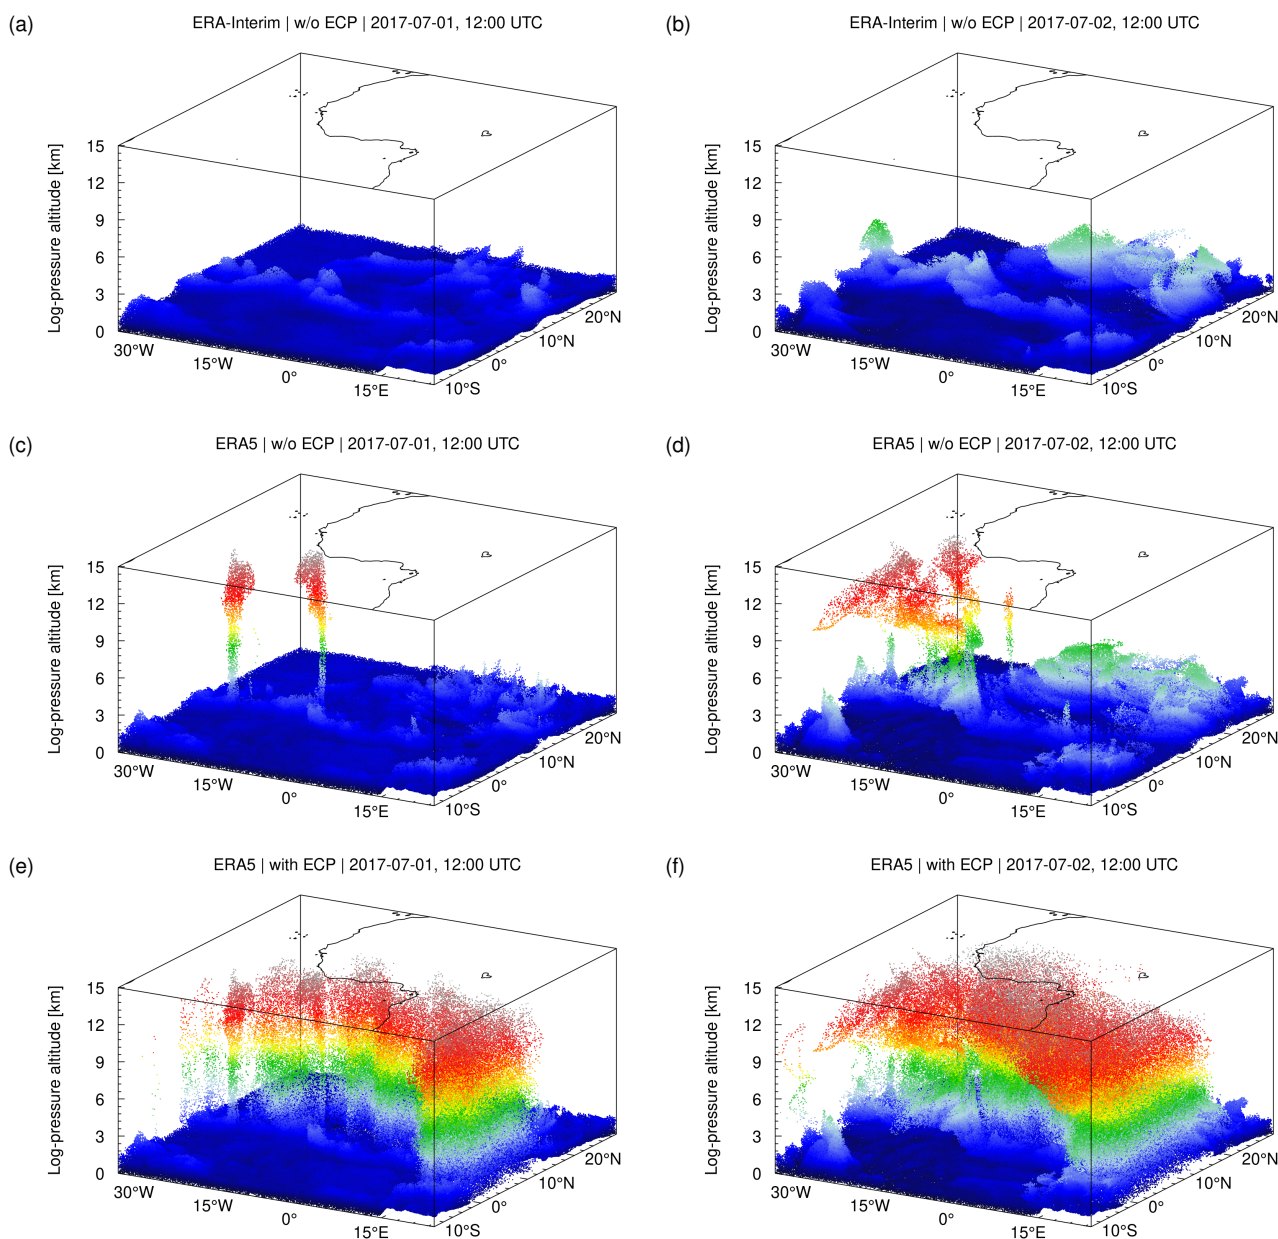 (a)
ERA-Interim | w/o ECP | 2017-07-01, 12:00 UTC
Log-pressure altitude [km]
15
12
9
6
3
0
30°W
15°W
0°
15°E
10°S
0°
10°N
20°N
(b)
ERA-Interim | w/o ECP | 2017-07-02, 12:00 UTC
Log-pressure altitude [km]
15
12
9
6
3
0
30°W
15°W
0°
15°E
10°S
0°
10°N
20°N
(c)
ERA5 | w/o ECP | 2017-07-01, 12:00 UTC
Log-pressure altitude [km]
15
12
9
6
3
0
30°W
15°W
0°
15°E
10°S
0°
10°N
20°N
(d)
ERA5 | w/o ECP | 2017-07-02, 12:00 UTC
Log-pressure altitude [km]
15
12
9
6
3
0
30°W
15°W
0°
15°E
10°S
0°
10°N
20°N
(e)
ERA5 | with ECP | 2017-07-01, 12:00 UTC
Log-pressure altitude [km]
15
12
9
6
3
0
30°W
15°W
0°
15°E
10°S
0°
10°N
20°N
(f)
ERA5 | with ECP | 2017-07-02, 12:00 UTC
Log-pressure altitude [km]
15
12
9
6
3
0
30°W
15°W
0°
15°E
10°S
0°
10°N
20°N